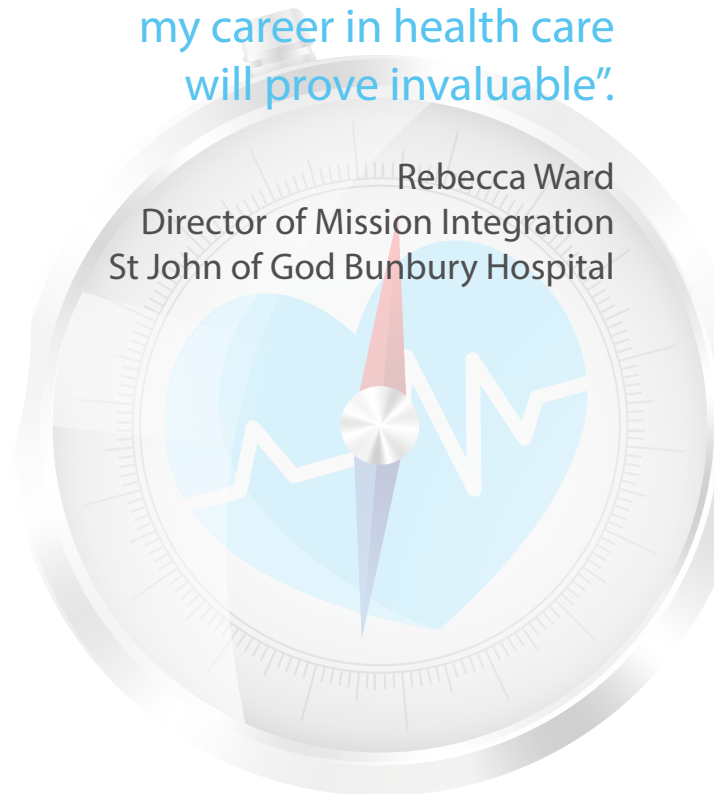 my career in health care
will prove invaluable”.
Rebecca Ward
Director of Mission Integration
St John of God Bunbury Hospital